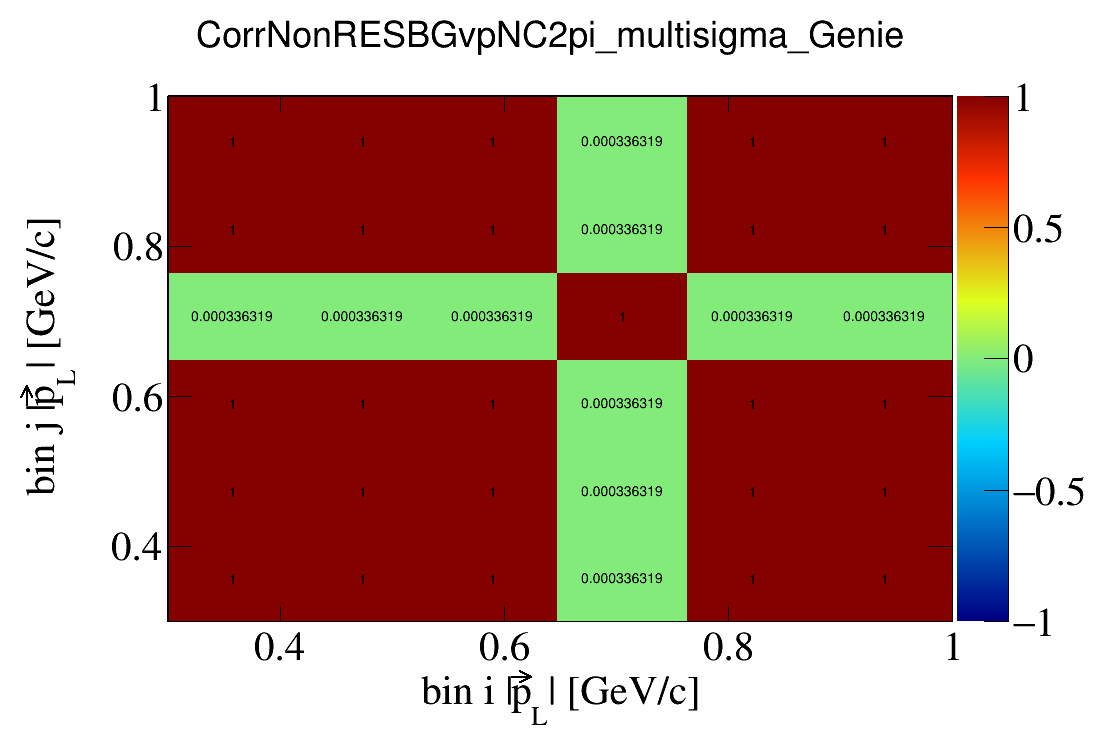 CorrNonRESBGvpNC2pi_multisigma_Genie
1
0.8
0.6
0.4
bin j |p⃗_L| [GeV/c]
1 1 1 0.000336319 1 1
1 1 1 0.000336319 1 1
0.000336319 0.000336319 0.000336319 1 0.000336319 0.000336319
1 1 1 0.000336319 1 1
1 1 1 0.000336319 1 1
1 1 1 0.000336319 1 1
0.4 0.6 0.8 1
bin i |p⃗_L| [GeV/c]
1
0.5
0
−0.5
−1